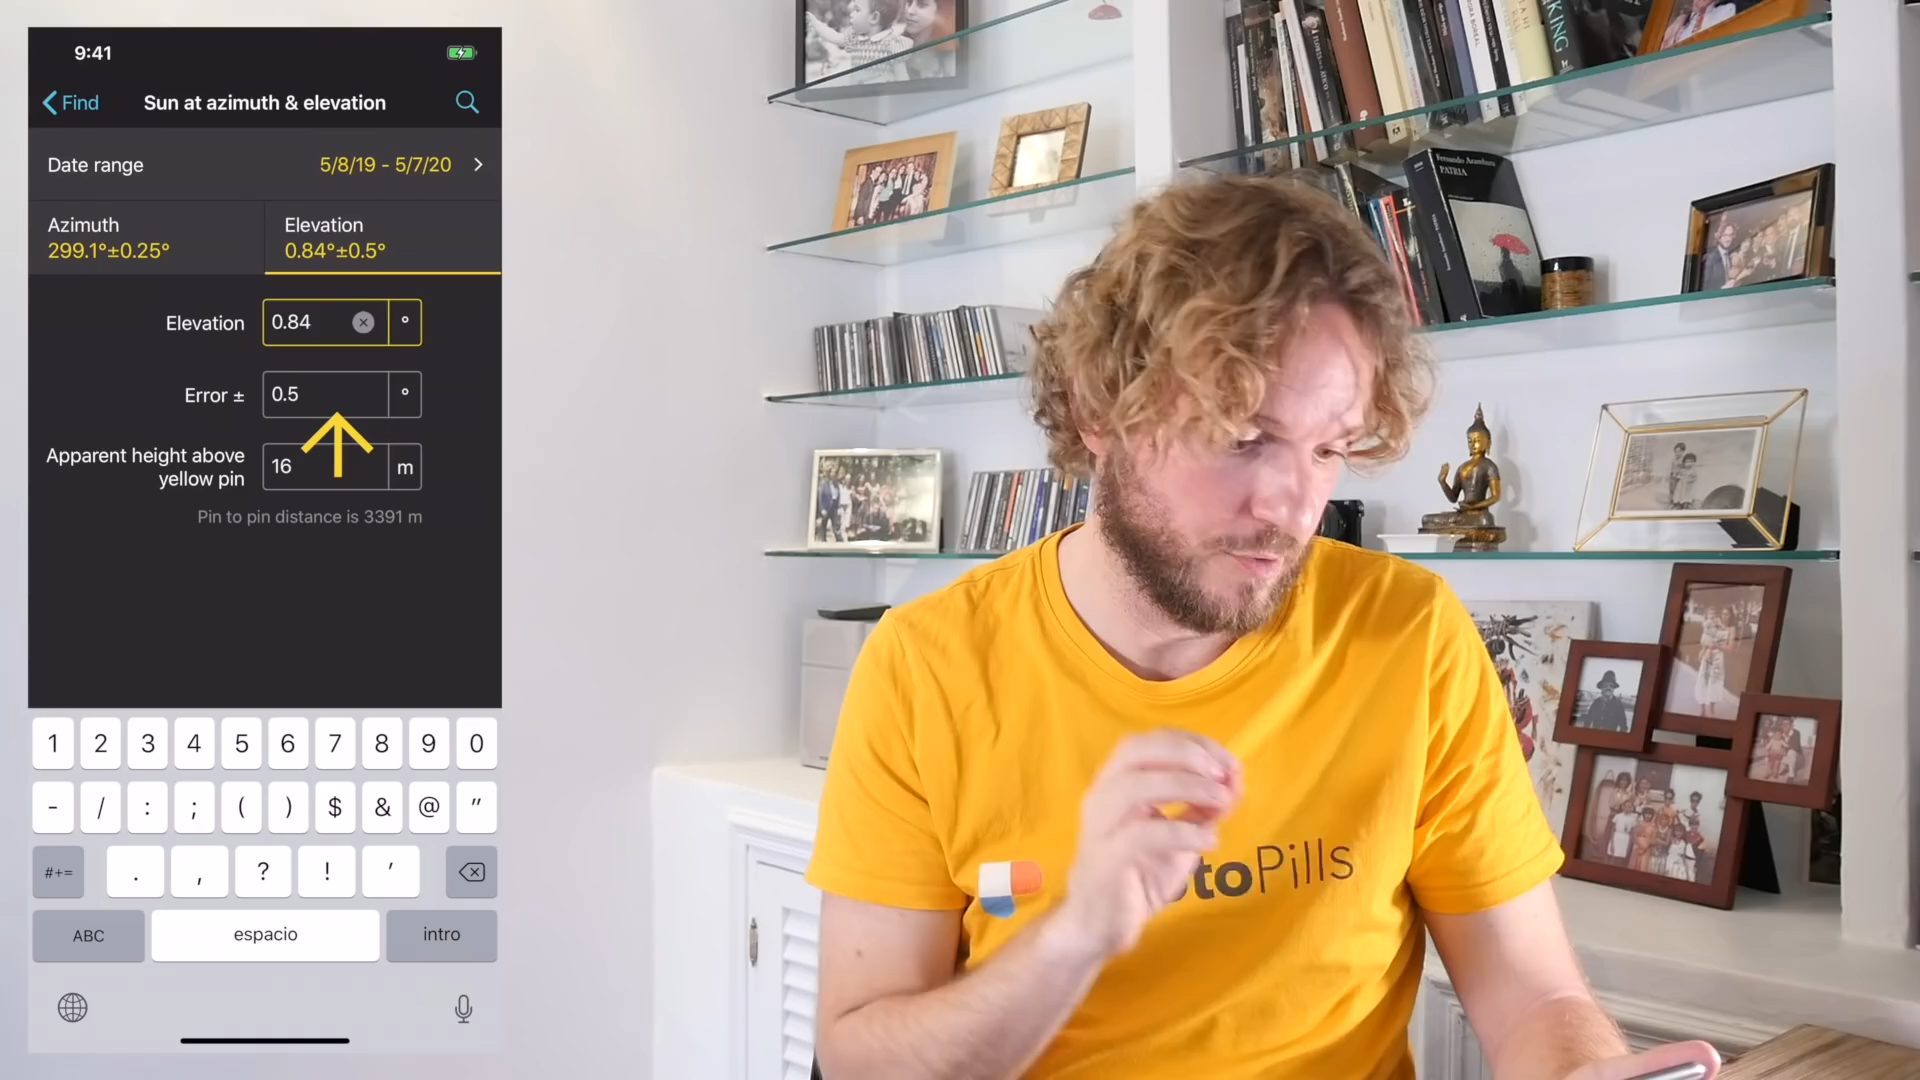 9:41
Find
Sun at azimuth & elevation
Date range
5/8/19 - 5/7/20
Azimuth
299.1°±0.25°
Elevation
0.84°±0.5°
Elevation
0.84
°
Error ±
0.5
°
Apparent height above
yellow pin
16
m
Pin to pin distance is 3391 m
1 2 3 4 5 6 7 8 9 0
- / : ; ( ) $ & @ "
#+= . , ? ! '
ABC espacio intro
Fernando Aramburu
PATRIA
KING
toPills